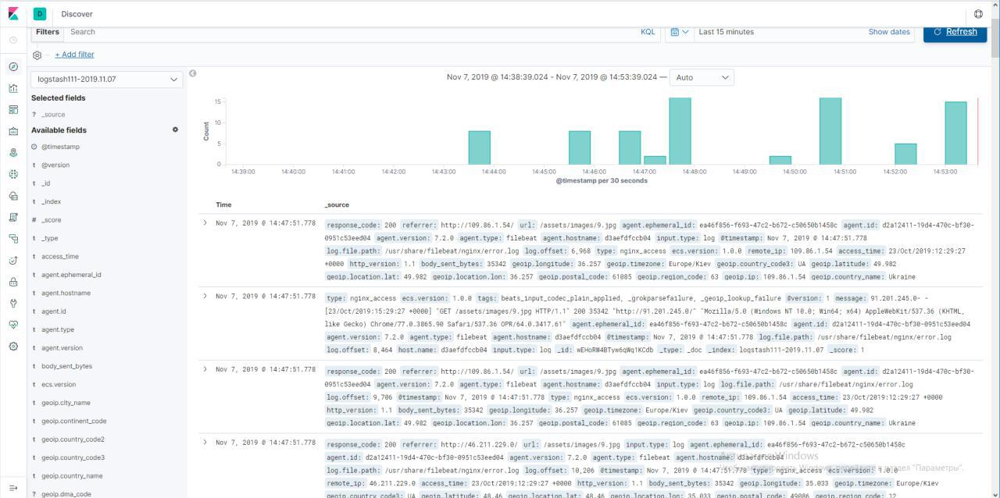 D Discover
Filters Search KQL Last 15 minutes Show dates Refresh
+ Add filter
logstash111-2019.11.07
Nov 7, 2019 @ 14:38:39.024 - Nov 7, 2019 @ 14:53:39.024 — Auto
Selected fields
? _source
Available fields
@timestamp
t @version
t _id
t _index
# _score
t _type
t access_time
t agent.ephemeral_id
t agent.hostname
t agent.id
t agent.type
t agent.version
t body_sent_bytes
t ecs.version
t geoip.city_name
t geoip.continent_code
t geoip.country_code2
t geoip.country_code3
t geoip.country_name
? geoip.dma_code
Count
15
10
5
0
14:39:00 14:40:00 14:41:00 14:42:00 14:43:00 14:44:00 14:45:00 14:46:00 14:47:00 14:48:00 14:49:00 14:50:00 14:51:00 14:52:00 14:53:00
@timestamp per 30 seconds
Time _source
Nov 7, 2019 @ 14:47:51.778 response_code: 200 referrer: http://109.86.1.54/ url: /assets/images/9.jpg agent.ephemeral_id: ea46f856-f693-47c2-b672-c50650b1458c agent.id: d2a12411-19d4-470c-bf30-
0951c53eed04 agent.version: 7.2.0 agent.type: filebeat agent.hostname: d3aefdfccb04 input.type: log @timestamp: Nov 7, 2019 @ 14:47:51.778
log.file.path: /usr/share/filebeat/nginx/error.log log.offset: 6,968 type: nginx_access ecs.version: 1.0.0 remote_ip: 109.86.1.54 access_time: 23/Oct/2019:12:29:27
+0000 http_version: 1.1 body_sent_bytes: 35342 geoip.longitude: 36.257 geoip.timezone: Europe/Kiev geoip.country_code3: UA geoip.latitude: 49.982
geoip.location.lat: 49.982 geoip.location.lon: 36.257 geoip.postal_code: 61085 geoip.region_code: 63 geoip.ip: 109.86.1.54 geoip.country_name: Ukraine
Nov 7, 2019 @ 14:47:51.778 type: nginx_access ecs.version: 1.0.0 tags: beats_input_codec_plain_applied, _grokparsefailure, _geoip_lookup_failure @version: 1 message: 91.201.245.0- -
[23/Oct/2019:15:29:27 +0000] "GET /assets/images/9.jpg HTTP/1.1" 200 35342 "http://91.201.245.0/" "Mozilla/5.0 (Windows NT 10.0; Win64; x64) AppleWebKit/537.36 (KHTML,
like Gecko) Chrome/77.0.3865.90 Safari/537.36 OPR/64.0.3417.61" agent.ephemeral_id: ea46f856-f693-47c2-b672-c50650b1458c agent.id: d2a12411-19d4-470c-bf30-0951c53eed04
agent.version: 7.2.0 agent.type: filebeat agent.hostname: d3aefdfccb04 @timestamp: Nov 7, 2019 @ 14:47:51.778 log.file.path: /usr/share/filebeat/nginx/error.log
log.offset: 8,464 host.name: d3aefdfccb04 input.type: log _id: wEHoRW4BTyw6qWq1KCdb _type: _doc _index: logstash111-2019.11.07 _score: 1
Nov 7, 2019 @ 14:47:51.778 response_code: 200 referrer: http://109.86.1.54/ url: /assets/images/9.jpg agent.ephemeral_id: ea46f856-f693-47c2-b672-c50650b1458c agent.id: d2a12411-19d4-470c-bf30-
0951c53eed04 agent.version: 7.2.0 agent.type: filebeat agent.hostname: d3aefdfccb04 input.type: log log.file.path: /usr/share/filebeat/nginx/error.log
log.offset: 9,706 @timestamp: Nov 7, 2019 @ 14:47:51.778 type: nginx_access ecs.version: 1.0.0 remote_ip: 109.86.1.54 access_time: 23/Oct/2019:12:29:27 +0000
http_version: 1.1 body_sent_bytes: 35342 geoip.longitude: 36.257 geoip.timezone: Europe/Kiev geoip.country_code3: UA geoip.latitude: 49.982
geoip.location.lat: 49.982 geoip.location.lon: 36.257 geoip.postal_code: 61085 geoip.region_code: 63 geoip.ip: 109.86.1.54 geoip.country_name: Ukraine
Nov 7, 2019 @ 14:47:51.778 response_code: 200 referrer: http://46.211.229.0/ url: /assets/images/9.jpg input.type: log agent.ephemeral_id: ea46f856-f693-47c2-b672-c50650b1458c
agent.id: d2a12411-19d4-470c-bf30-0951c53eed04 agent.version: 7.2.0 agent.type: filebeat agent.hostname: d3aefdfccb04
log.file.path: /usr/share/filebeat/nginx/error.log log.offset: 10,206 @timestamp: Nov 7, 2019 @ 14:47:51.778 type: nginx_access ecs.version: 1.0.0
remote_ip: 46.211.229.0 access_time: 23/Oct/2019:12:29:27 +0000 http_version: 1.1 body_sent_bytes: 35342 geoip.longitude: 35.033 geoip.timezone: Europe/Kiev
geoip.country_code3: UA geoip.latitude: 48.46 geoip.location.lat: 48.46 geoip.location.lon: 35.033 geoip.postal_code: 49086 geoip.region_code: 12
Windows
Windows, перейдите в раздел "Параметры".